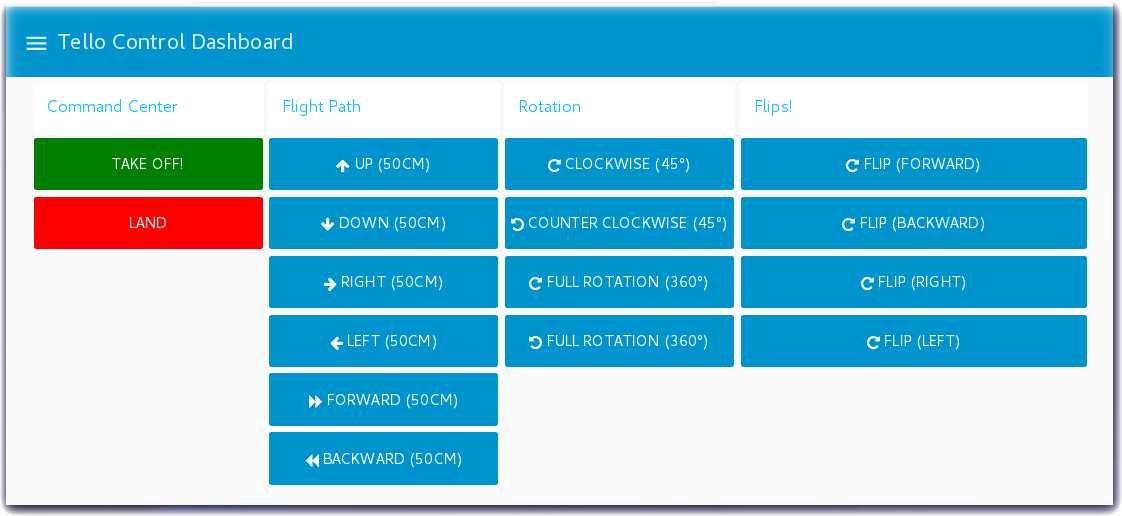 Tello Control Dashboard
Command Center
TAKE OFF!
LAND
Flight Path
UP (50CM)
DOWN (50CM)
RIGHT (50CM)
LEFT (50CM)
FORWARD (50CM)
BACKWARD (50CM)
Rotation
CLOCKWISE (45°)
COUNTER CLOCKWISE (45°)
FULL ROTATION (360°)
FULL ROTATION (360°)
Flips!
FLIP (FORWARD)
FLIP (BACKWARD)
FLIP (RIGHT)
FLIP (LEFT)